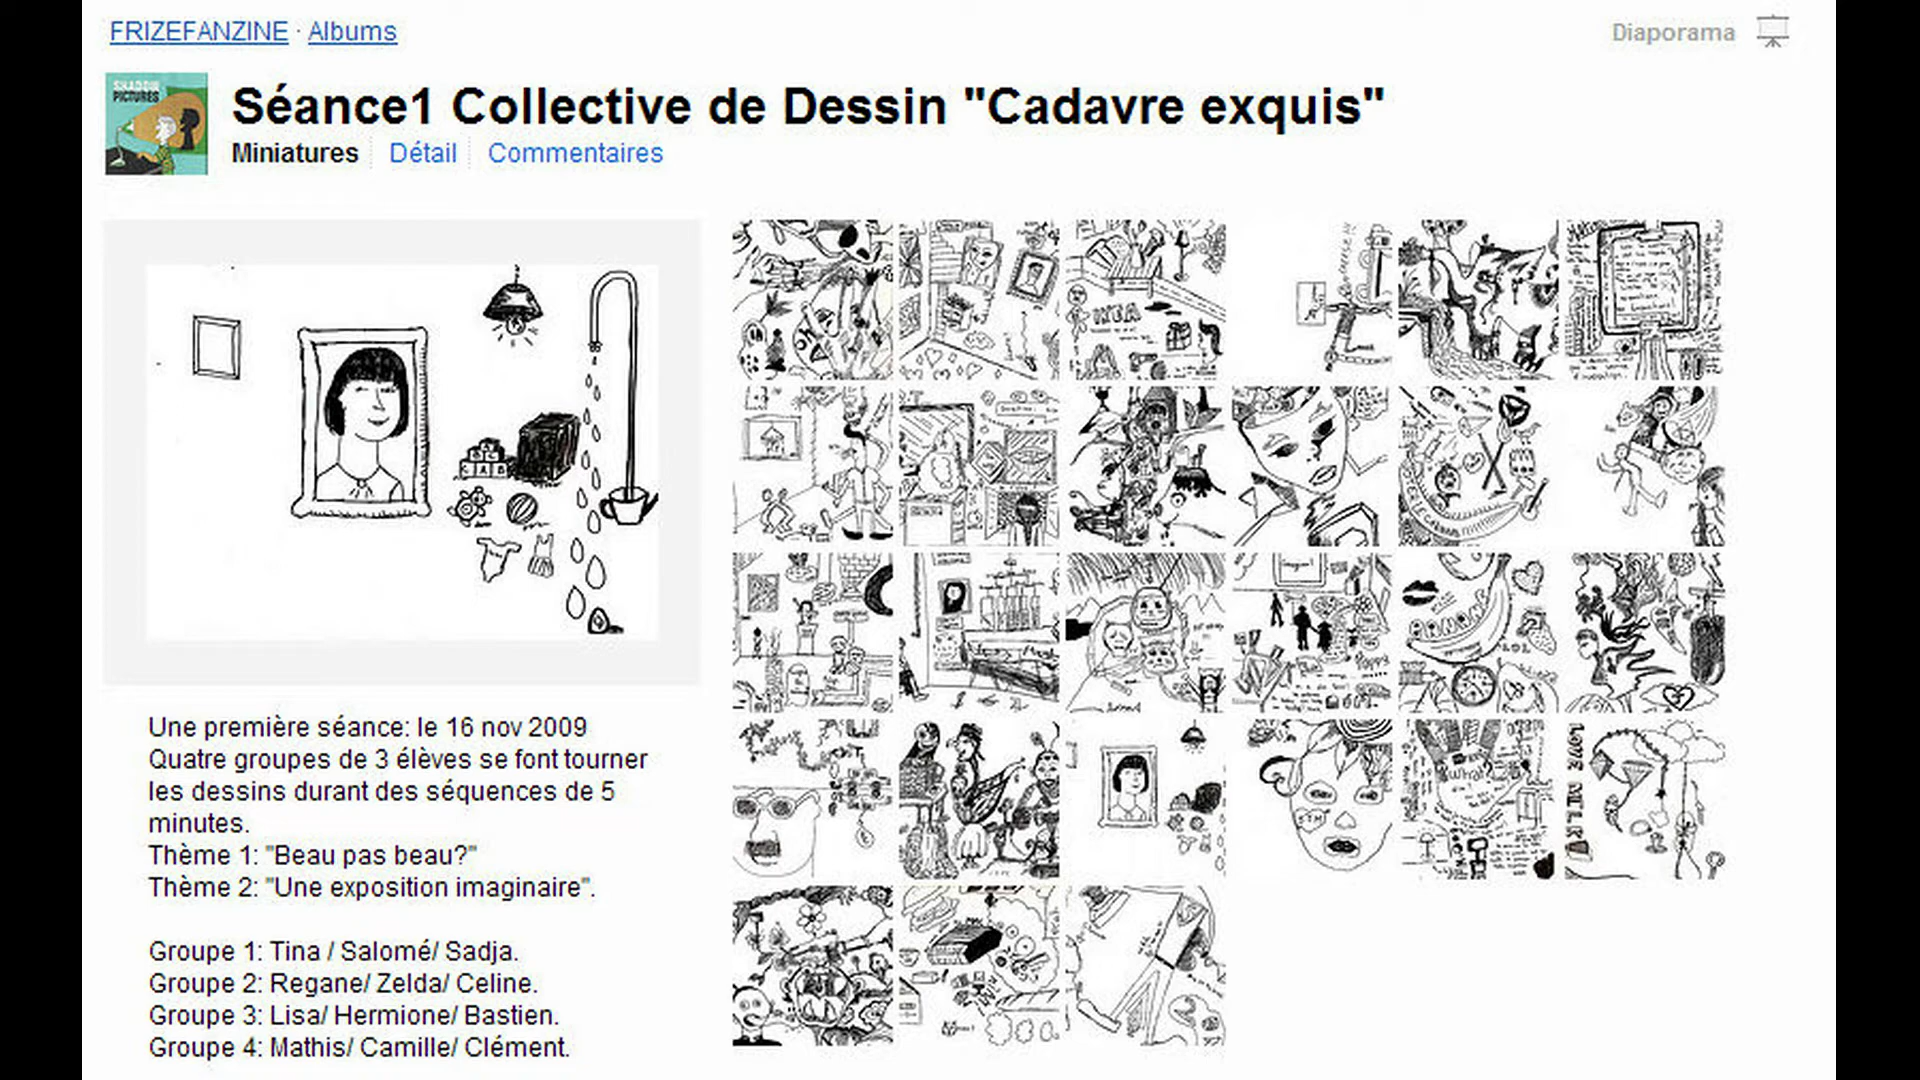 FRIZEFANZINE · Albums
Diaporama
PICTURES
Séance1 Collective de Dessin "Cadavre exquis"
Miniatures
Détail
Commentaires
Une première séance: le 16 nov 2009
Quatre groupes de 3 élèves se font tourner
les dessins durant des séquences de 5
minutes.
Thème 1: "Beau pas beau?"
Thème 2: "Une exposition imaginaire".
Groupe 1: Tina / Salomé/ Sadja.
Groupe 2: Regane/ Zelda/ Celine.
Groupe 3: Lisa/ Hermione/ Bastien.
Groupe 4: Mathis/ Camille/ Clément.